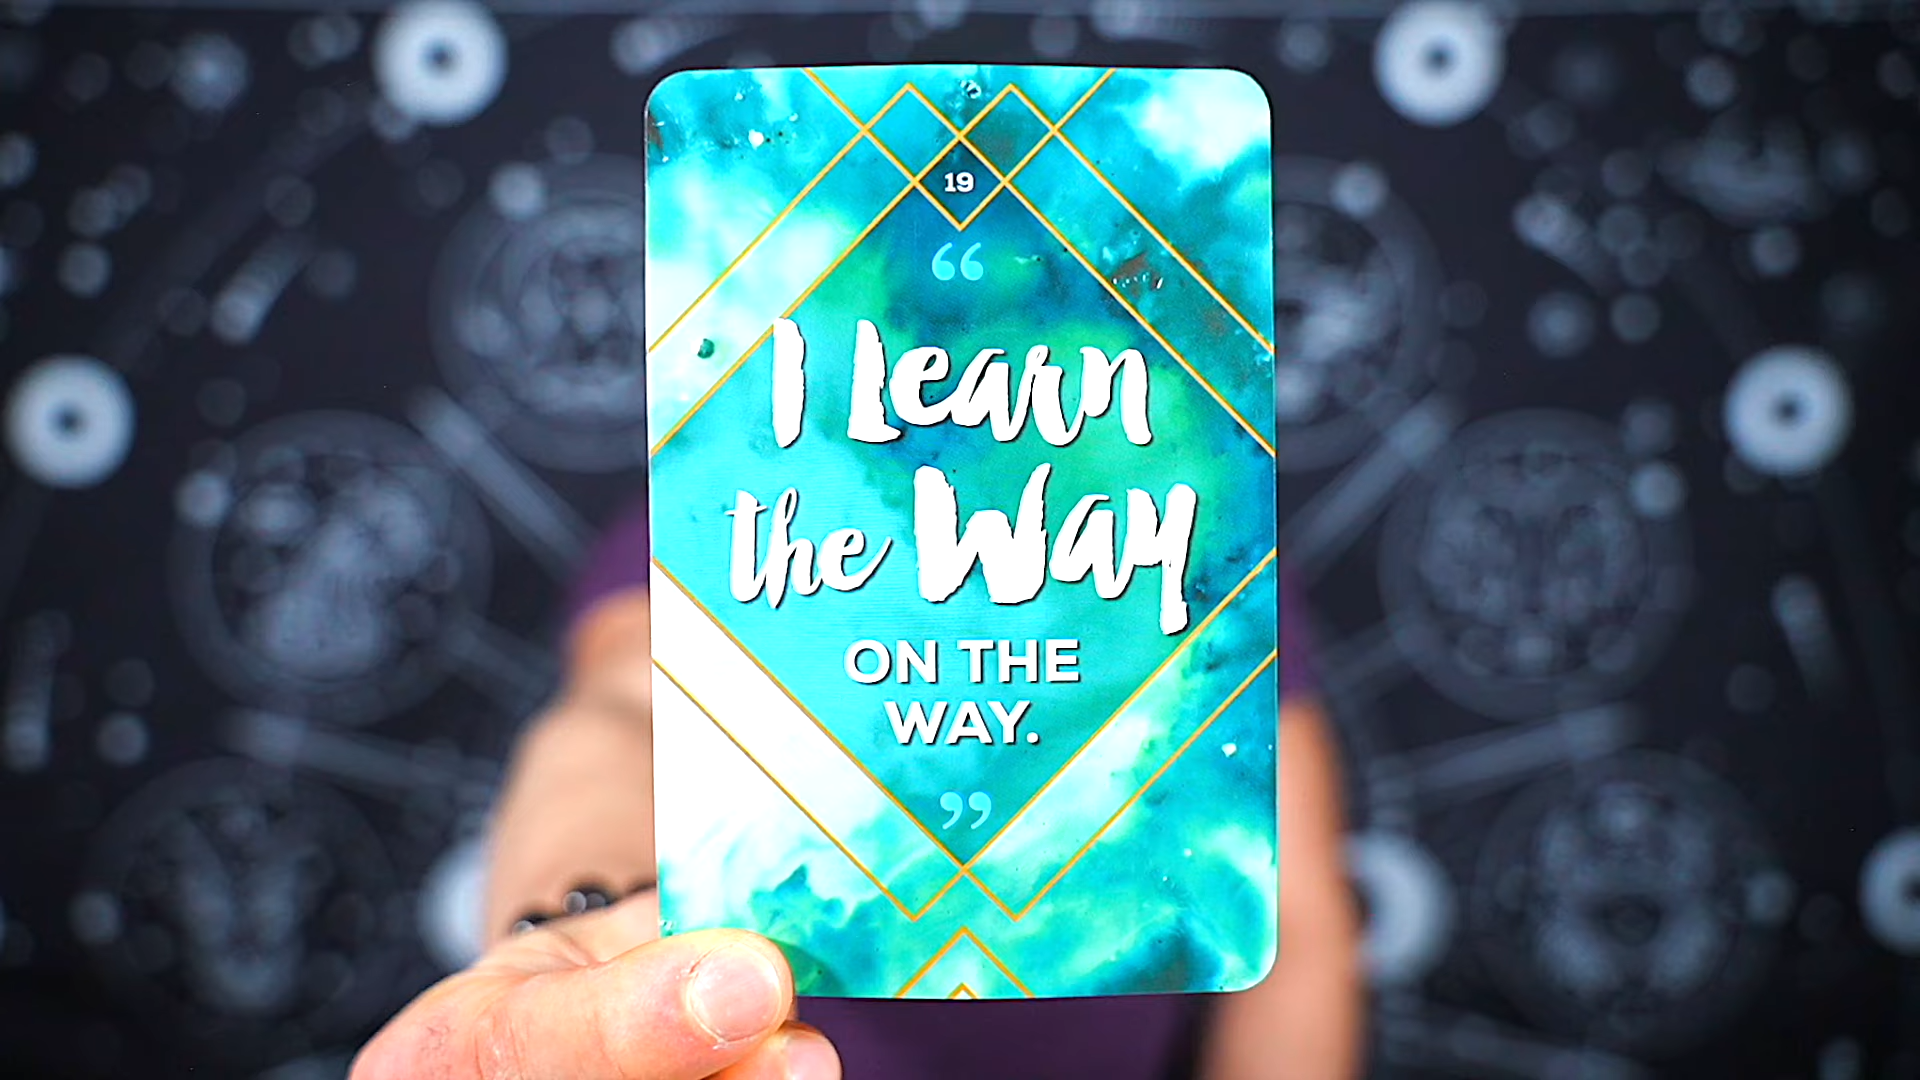 19
“
I Learn
the Way
ON THE
WAY.
”